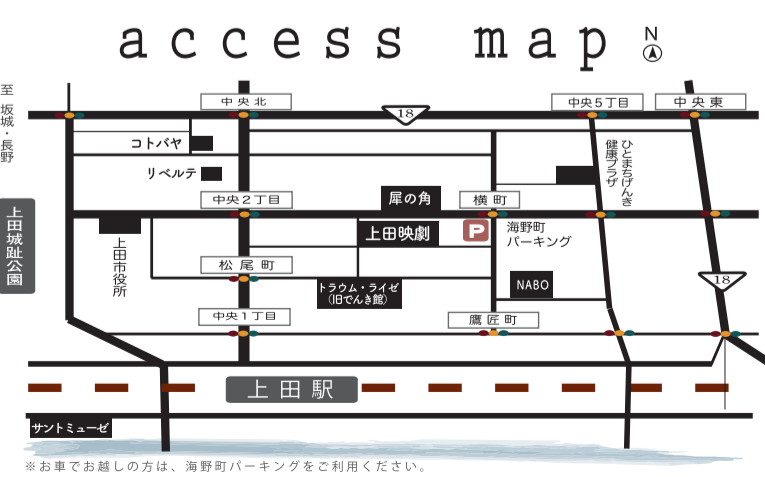 access map
N
至 坂城・長野
中央北
18
中央5丁目
中央東
コトバヤ
リベルテ
ひとまちげんき
健康プラザ
上田城趾公園
中央2丁目
犀の角
横町
上田映劇
P
海野町
パーキング
上田市役所
松尾町
トラウム・ライゼ
(旧でんき館)
NABO
18
中央1丁目
鷹匠町
上田駅
サントミューゼ
※お車でお越しの方は、海野町パーキングをご利用ください。